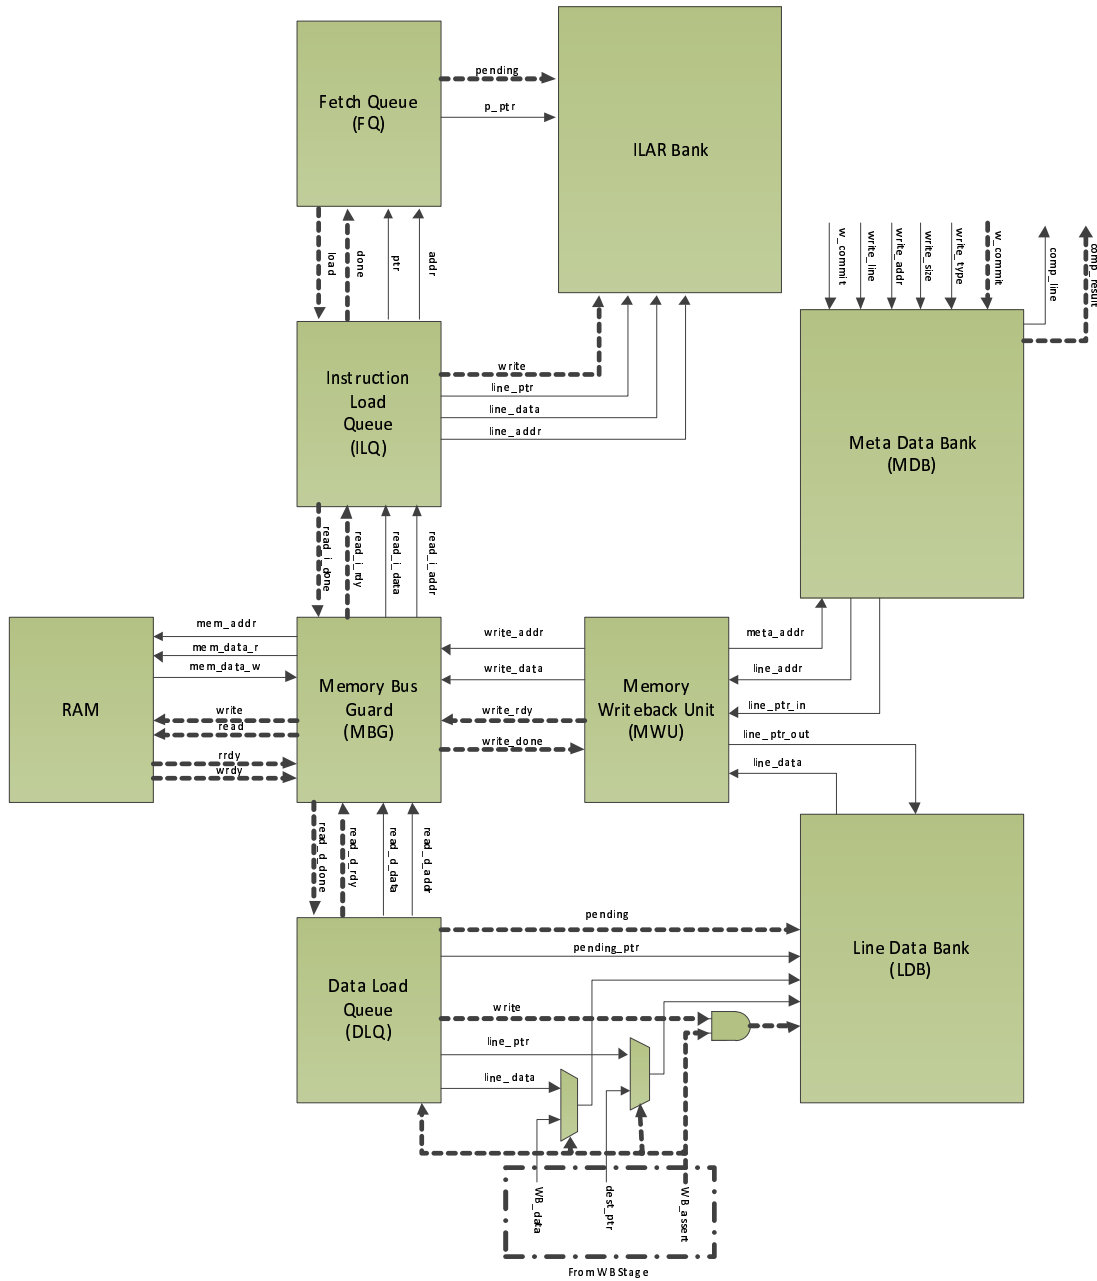 pending
Fetch Queue
(FQ)
p_ptr
ILAR Bank
load
done
ptr
addr
w_commit
write_line
write_addr
write_size
write_type
w_commit
comp_line
comp_result
Instruction
Load
Queue
(ILQ)
write
line_ptr
line_data
line_addr
Meta Data Bank
(MDB)
read_i_done
read_i_rdy
read_i_data
read_i_addr
RAM
mem_addr
mem_data_r
mem_data_w
write
read
rrdy
wrdy
Memory Bus
Guard
(MBG)
write_addr
write_data
write_rdy
write_done
Memory
Writeback Unit
(MWU)
meta_addr
line_addr
line_ptr_in
line_ptr_out
line_data
read_d_done
read_d_rdy
read_d_data
read_d_addr
Data Load
Queue
(DLQ)
pending
pending_ptr
write
line_ptr
line_data
Line Data Bank
(LDB)
WB_data
dest_ptr
WB_assert
From WB Stage